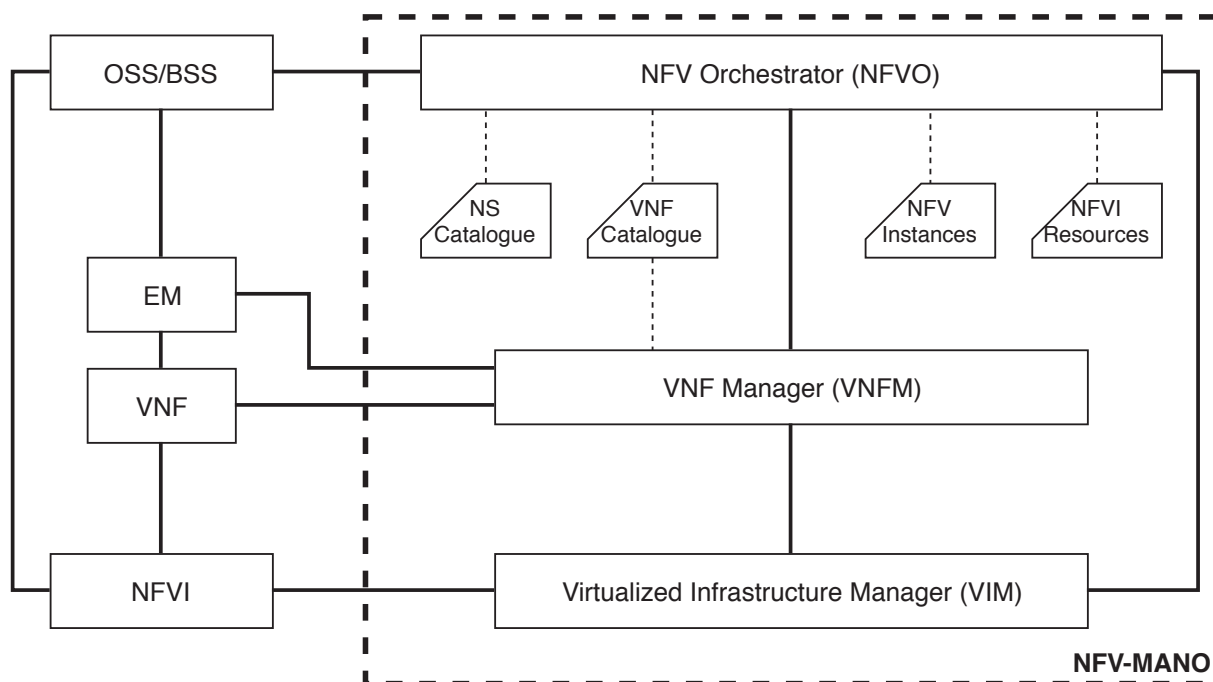 OSS/BSS
NFV Orchestrator (NFVO)
NS
Catalogue
VNF
Catalogue
NFV
Instances
NFVI
Resources
EM
VNF Manager (VNFM)
VNF
NFVI
Virtualized Infrastructure Manager (VIM)
NFV-MANO